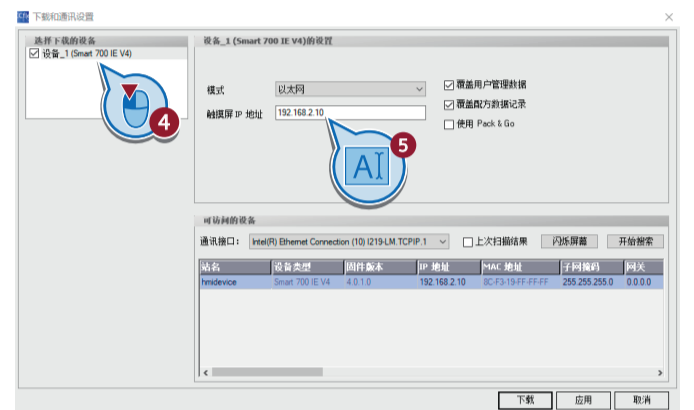 下载和通讯设置
选择下载的设备
设备_1 (Smart 700 IE V4)
4
设备_1 (Smart 700 IE V4)的设置
模式
以太网
触摸屏 IP 地址
192.168.2.10
覆盖用户管理数据
覆盖配方数据记录
使用 Pack & Go
5
A
可访问的设备
通讯接口：
Intel(R) Ethernet Connection (10) I219-LM.TCPIP.1
上次扫描结果
闪烁屏幕
开始搜索
站名 设备类型 固件版本 IP 地址 MAC 地址 子网掩码 网关
hmidevice Smart 700 IE V4 4.0.1.0 192.168.2.10 8C-F3-19-FF-FF-FF 255.255.255.0 0.0.0.0
下载 应用 取消